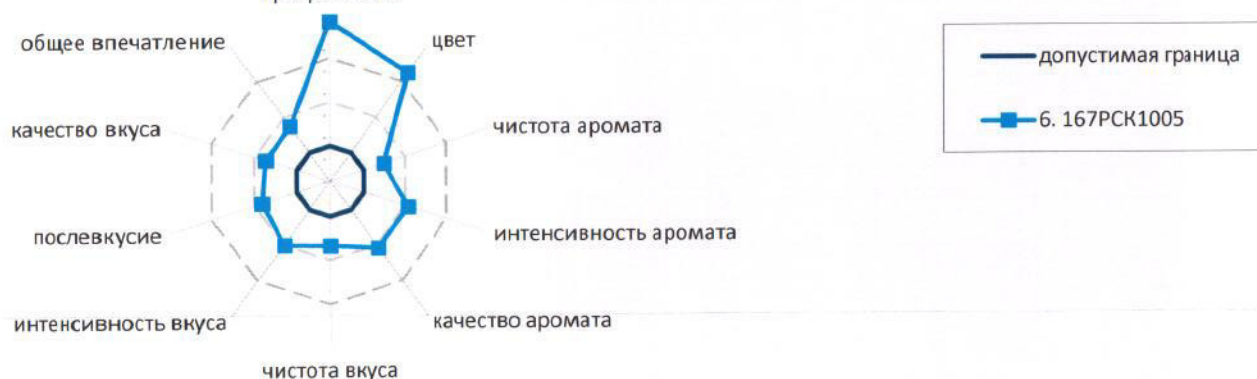 общее впечатление
цвет
качество вкуса
чистота аромата
послевкусие
интенсивность аромата
интенсивность вкуса
качество аромата
чистота вкуса
допустимая граница
6. 167РСК1005